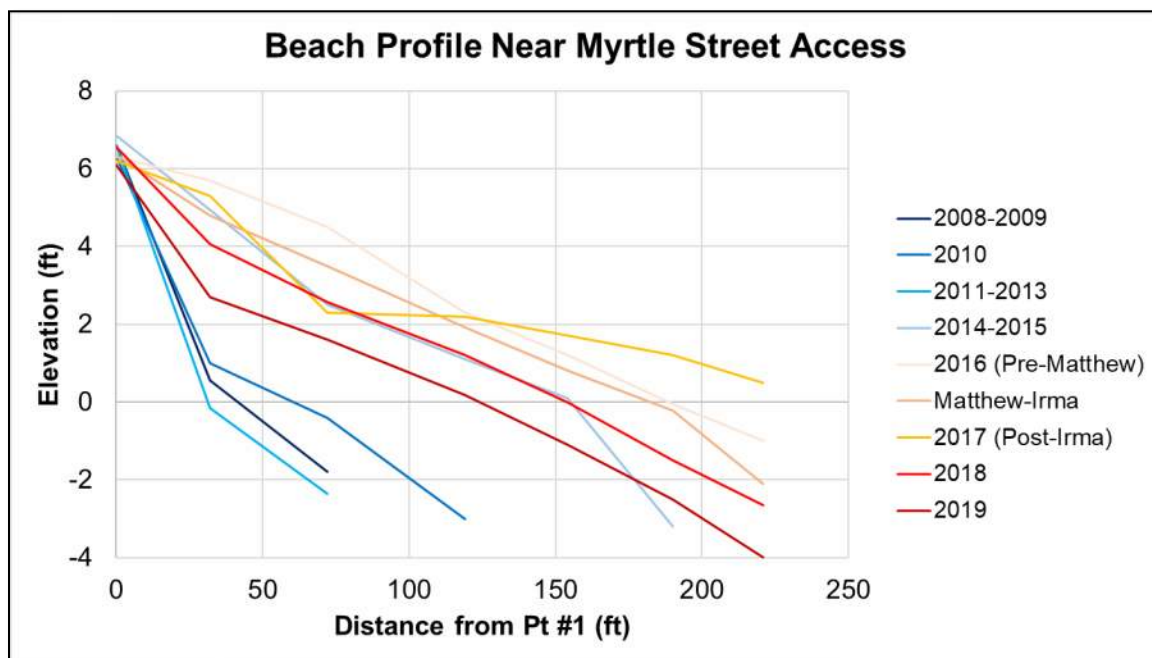 Beach Profile Near Myrtle Street Access
8
6
4
2
0
-2
-4
Elevation (ft)
0 50 100 150 200 250
Distance from Pt #1 (ft)
2008-2009
2010
2011-2013
2014-2015
2016 (Pre-Matthew)
Matthew-Irma
2017 (Post-Irma)
2018
2019